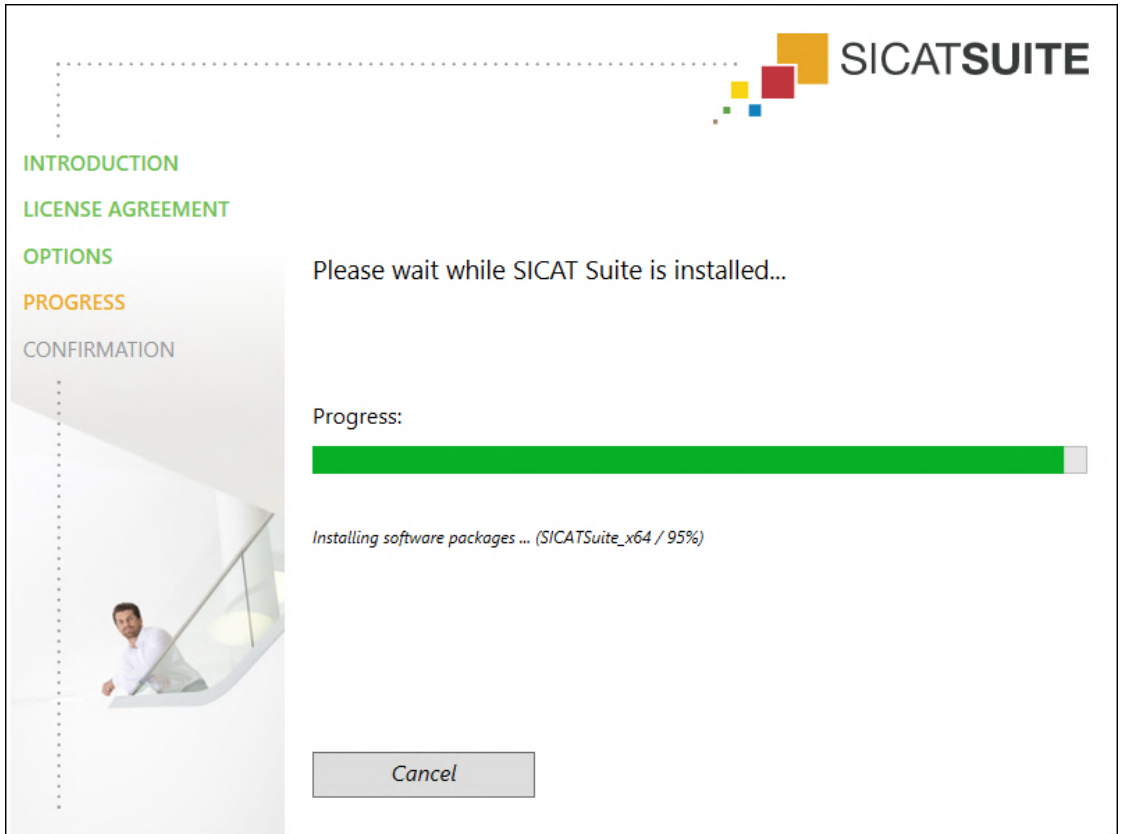 SICATSUITE
INTRODUCTION
LICENSE AGREEMENT
OPTIONS
PROGRESS
CONFIRMATION
Please wait while SICAT Suite is installed...
Progress:
Installing software packages ... (SICATSuite_x64 / 95%)
Cancel